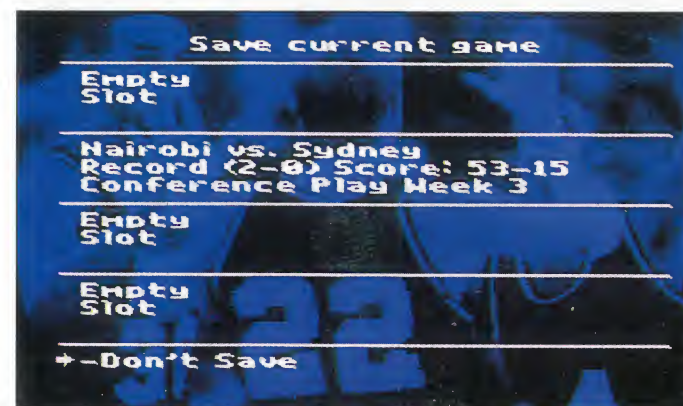 Save current game
Empty
Slot
Nairobi vs. Sydney
Record (2-0) Score: 53-15
Conference Play Week 3
Empty
Slot
Empty
Slot
→-Don't Save
22